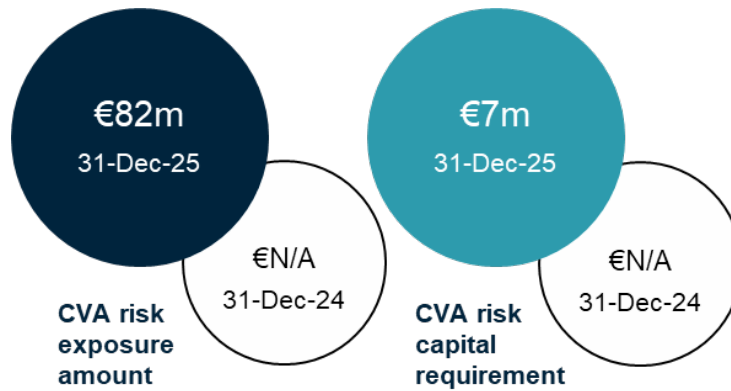 €82m
31-Dec-25
€N/A
31-Dec-24
CVA risk
exposure
amount
€7m
31-Dec-25
€N/A
31-Dec-24
CVA risk
capital
requirement